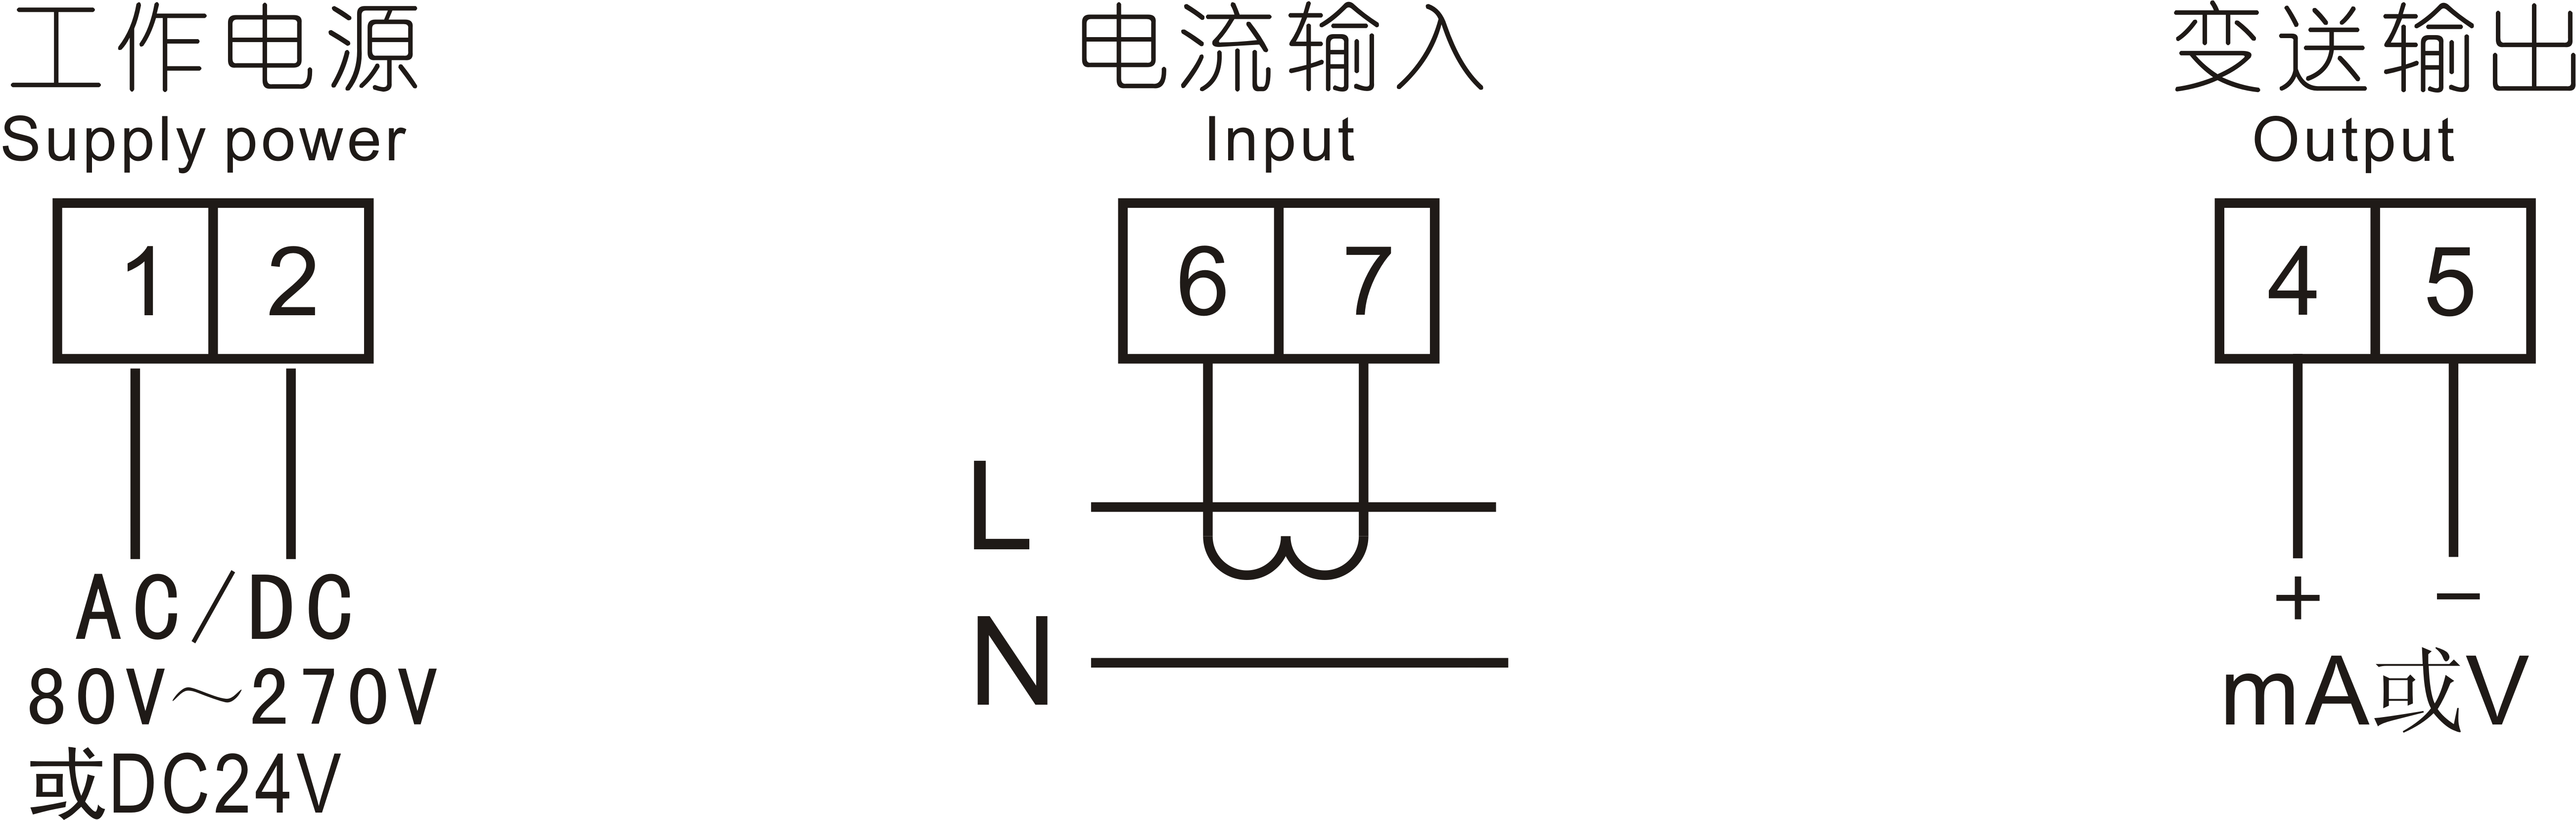 工作电源
Supply power
1 2
AC/DC
80V～270V
或DC24V
电流输入
Input
6 7
L
N
变送输出
Output
4 5
+ −
mA或V